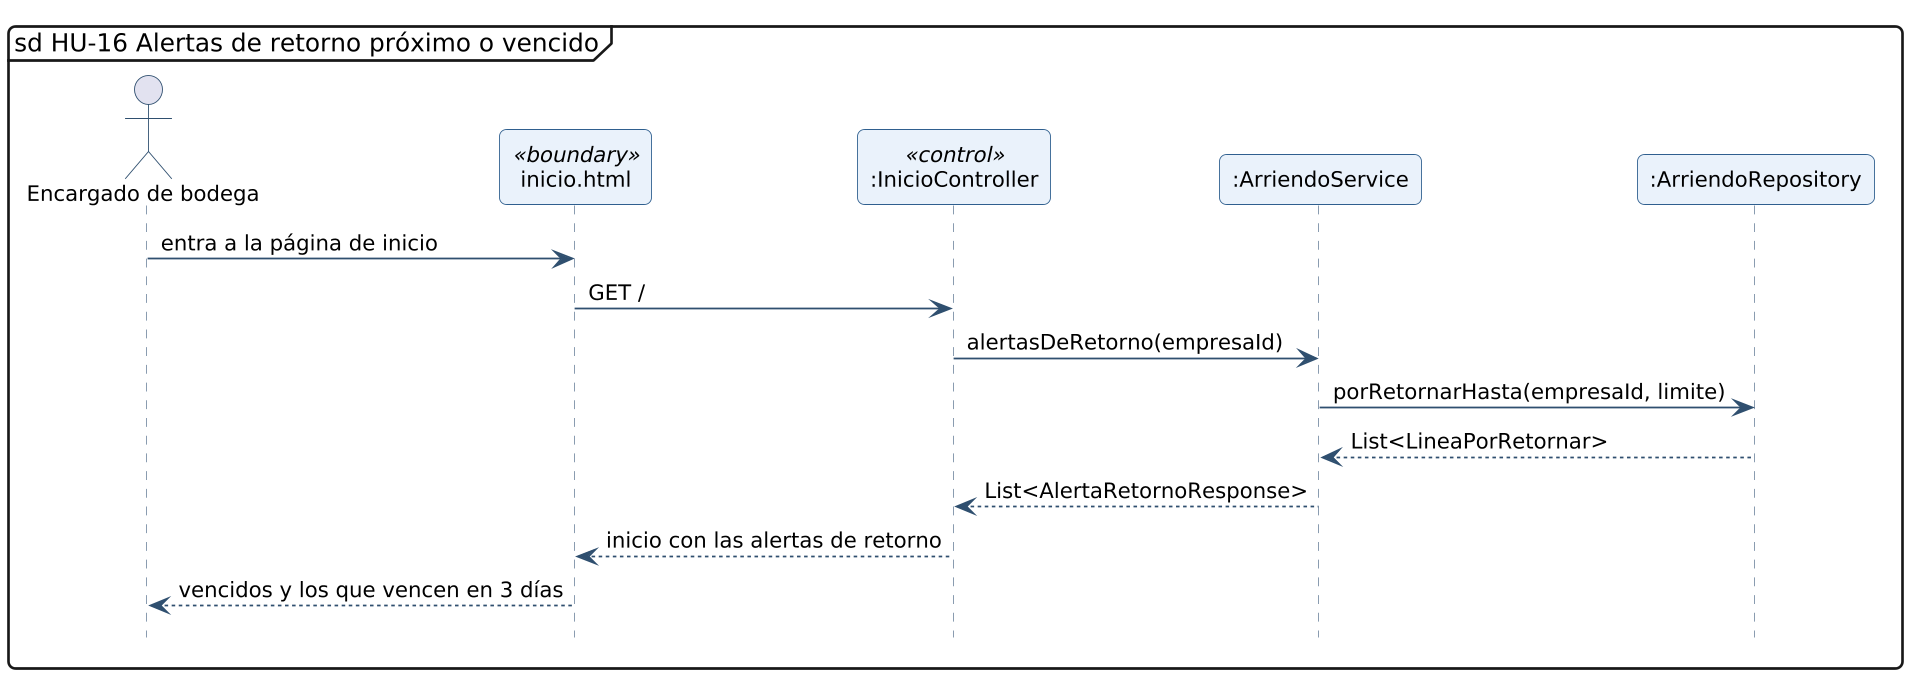 sd HU-16 Alertas de retorno próximo o vencido
Encargado de bodega
«boundary»
inicio.html
«control»
:InicioController
:ArriendoService
:ArriendoRepository
entra a la página de inicio
GET /
alertasDeRetorno(empresaId)
porRetornarHasta(empresaId, limite)
List<LineaPorRetornar>
List<AlertaRetornoResponse>
inicio con las alertas de retorno
vencidos y los que vencen en 3 días